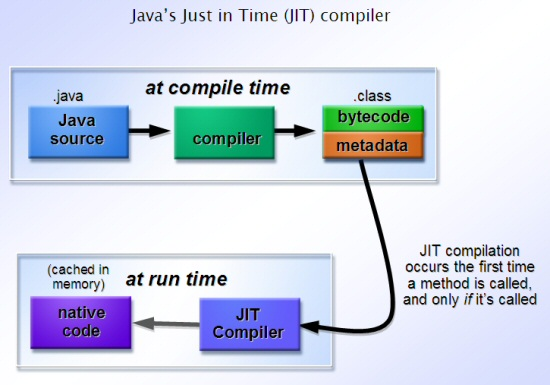 Java's Just in Time (JIT) compiler
at compile time
.java
Java
source
compiler
.class
bytecode
metadata
JIT compilation
occurs the first time
a method is called,
and only if it's called
(cached in
memory)
at run time
native
code
JIT
Compiler